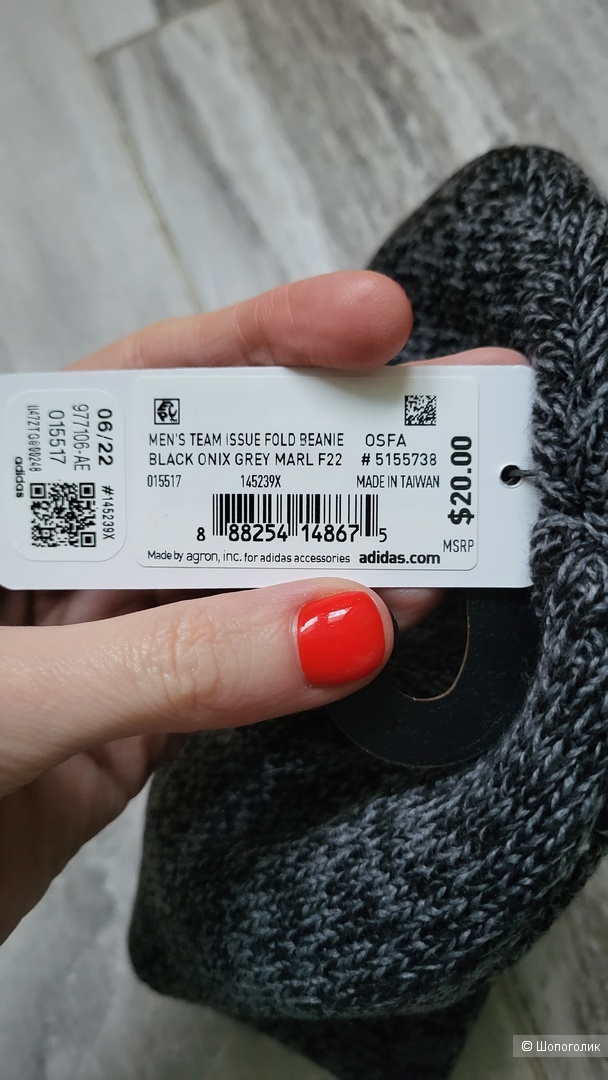 06/22 #145239X
977106-AE
015517
adidas
MEN'S TEAM ISSUE FOLD BEANIE OSFA
BLACK ONIX GREY MARL F22 # 5155738
015517 145239X MADE IN TAIWAN
8 88254 14867 5
$20.00
MSRP
Made by agron, inc. for adidas accessories adidas.com
© Шопоголик